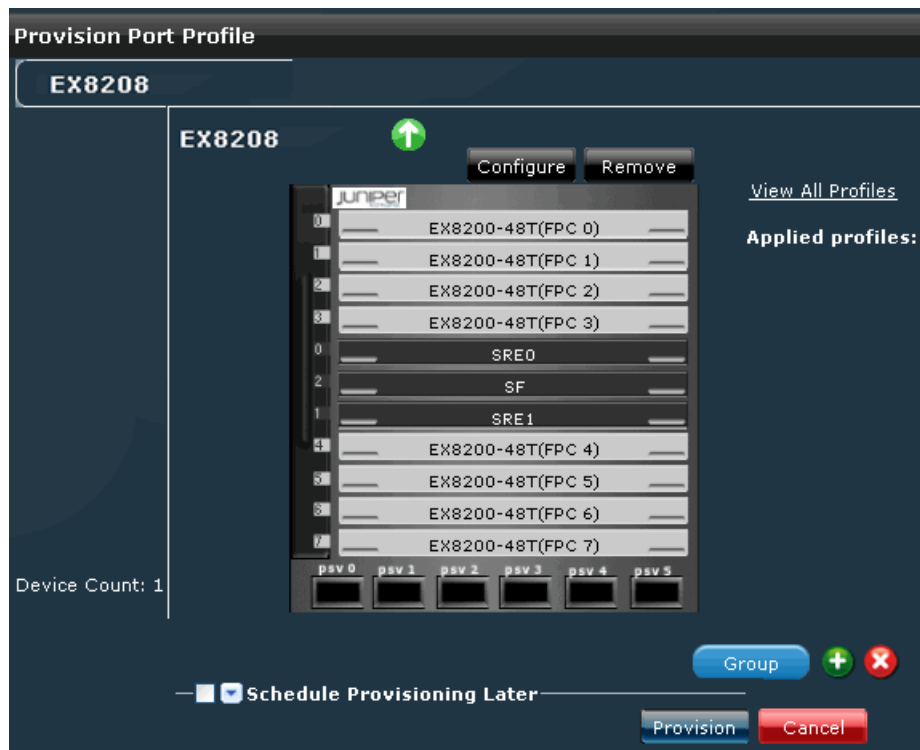 Provision Port Profile
EX8208
EX8208
Configure Remove
JUNIPER
View All Profiles
Applied profiles:
0 EX8200-48T(FPC 0)
1 EX8200-48T(FPC 1)
2 EX8200-48T(FPC 2)
3 EX8200-48T(FPC 3)
0 SRE0
2 SF
1 SRE1
4 EX8200-48T(FPC 4)
5 EX8200-48T(FPC 5)
6 EX8200-48T(FPC 6)
7 EX8200-48T(FPC 7)
psv 0 psv 1 psv 2 psv 3 psv 4 psv 5
Device Count: 1
Group
Schedule Provisioning Later
Provision Cancel